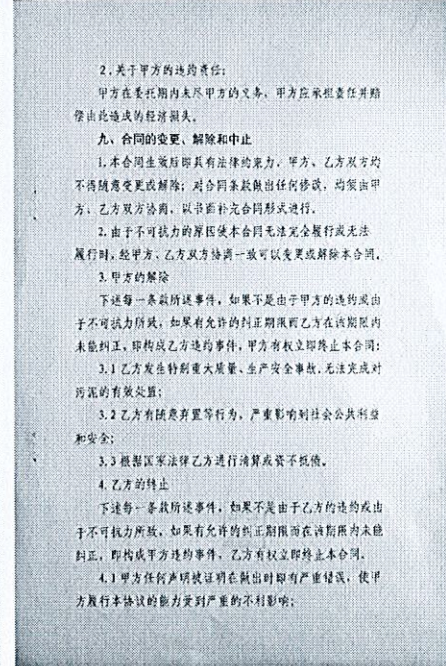 2.关于甲方的违约责任:
甲方在委托期内未尽甲方的义务,甲方应承担责任并赔
偿由此造成的经济损失。
九、合同的变更、解除和中止
1.本合同生效后即具有法律约束力,甲方、乙方双方均
不得随意变更或解除;对合同条款做出任何修改,均须由甲
方、乙方双方协商,以书面补充合同形式进行。
2.由于不可抗力的原因使本合同无法完全履行或无法
履行时,经甲方、乙方双方协商一致可以变更或解除本合同。
3.甲方的解除
下述每一条款所述事件,如果不是由于甲方的违约或由
于不可抗力所致,如果有允许的纠正期限而乙方在该期限内
未能纠正,即构成乙方违约事件,甲方有权立即终止本合同:
3.1乙方发生特别重大质量、生产安全事故,无法完成对
污泥的有效处置;
3.2乙方有随意弃置等行为,严重影响到社会公共利益
和安全;
3.3根据国家法律乙方进行清算或资不抵债。
4.乙方的终止
下述每一条款所述事件,如果不是由于乙方的违约或由
于不可抗力所致,如果有允许的纠正期限而在该期限内未能
纠正,即构成甲方违约事件,乙方有权立即终止本合同。
4.1甲方任何声明被证明在做出时即有严重错误,使甲
方履行本协议的能力受到严重的不利影响;